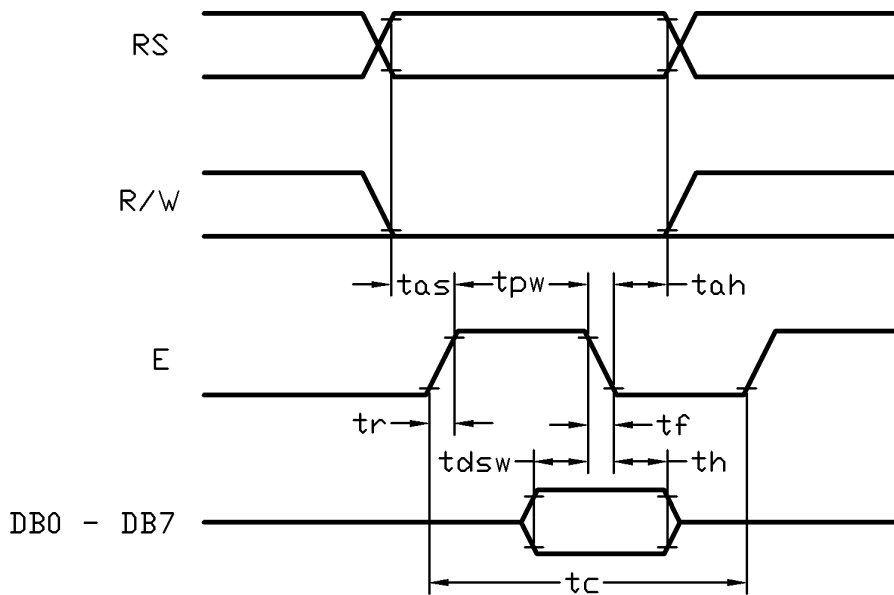 RS
R/W
tas tpw tah
E
tr tf
tdsw th
DB0 - DB7
tc